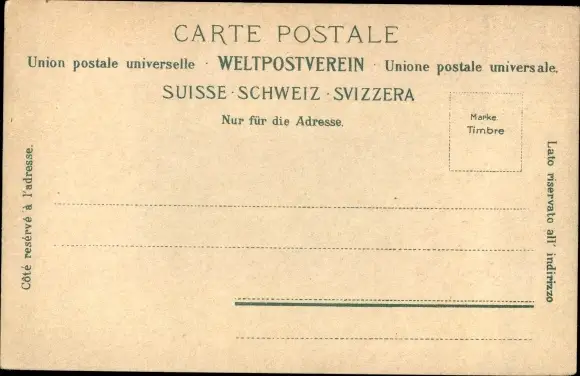 CARTE POSTALE
Union postale universelle · WELTPOSTVEREIN · Unione postale universale.
SUISSE · SCHWEIZ · SVIZZERA
Nur für die Adresse.
Marke
Timbre
Côté resérvé à l'adresse.
Lato riservato all' indirizzo